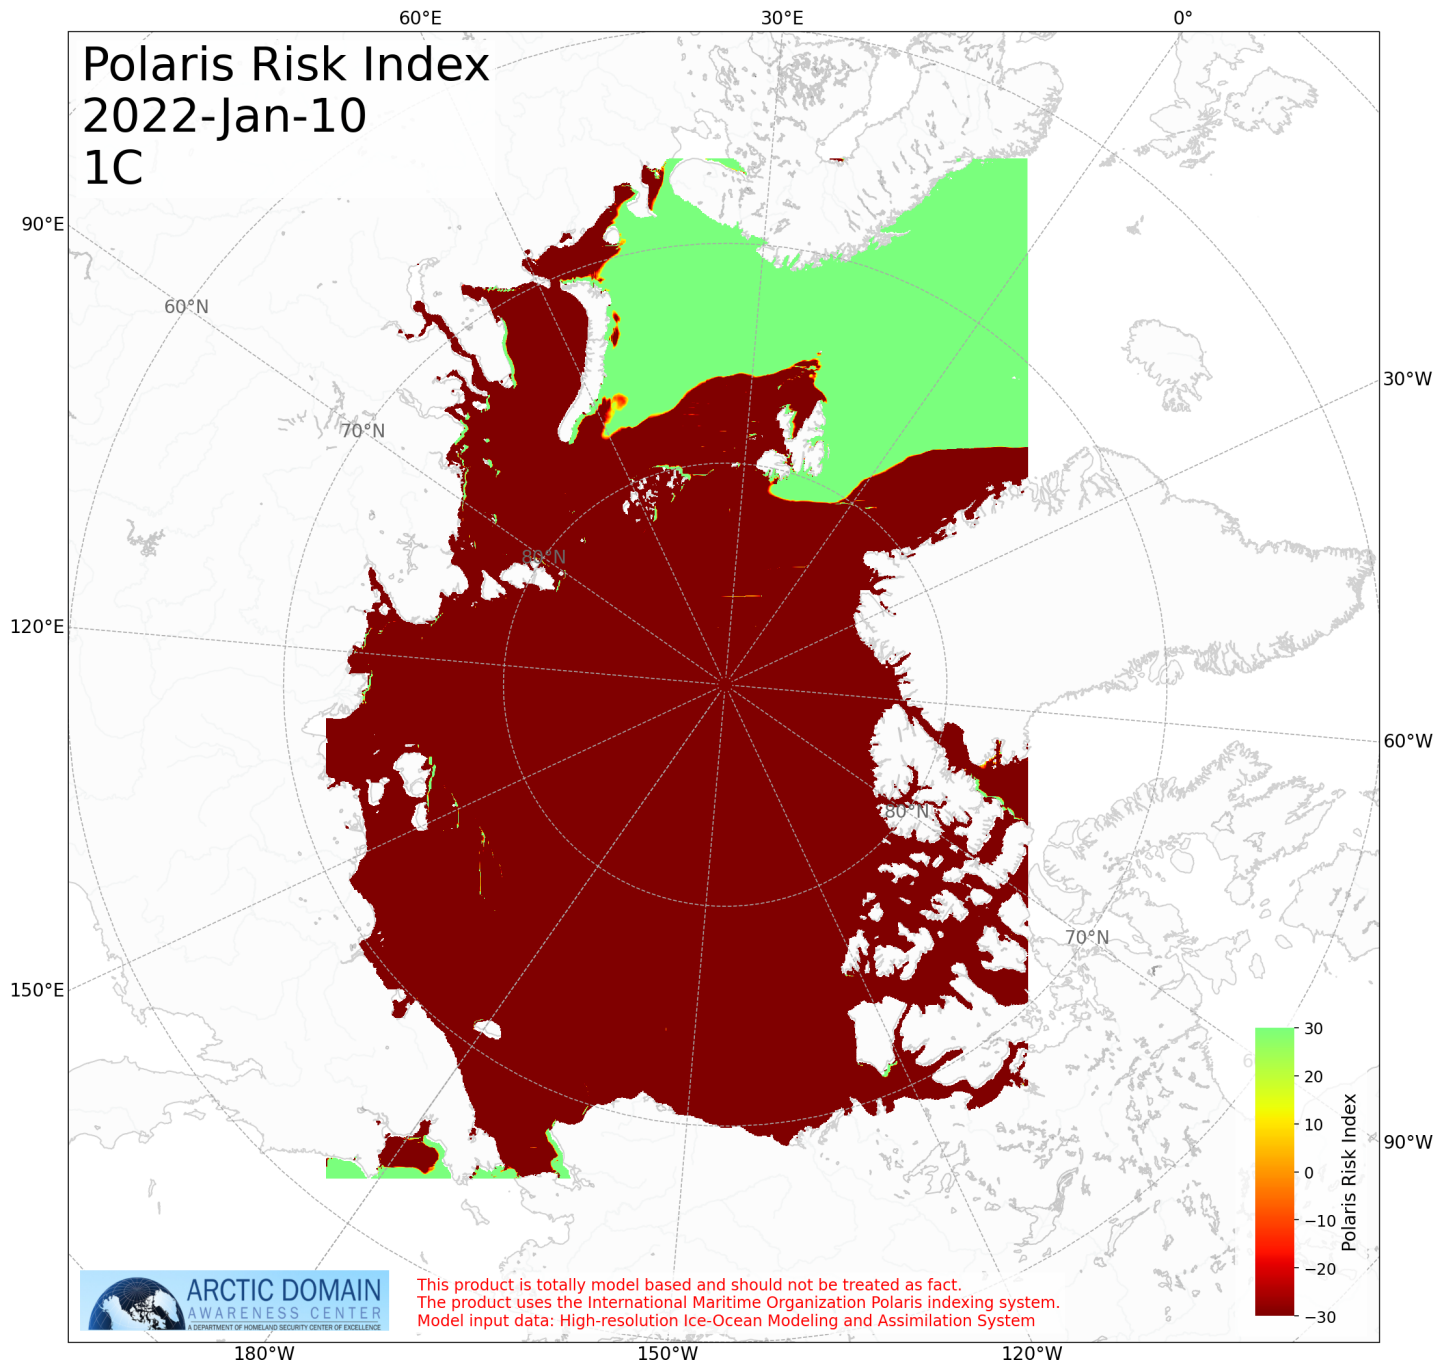 60°E 30°E 0°
Polaris Risk Index
2022-Jan-10
1C
90°E
60°N
30°W
70°N
80°N
120°E
60°W
80°N
70°N
150°E
30
20
10
0
−10
−20
−30
Polaris Risk Index
90°W
ARCTIC DOMAIN
AWARENESS CENTER
A DEPARTMENT OF HOMELAND SECURITY CENTER OF EXCELLENCE
This product is totally model based and should not be treated as fact.
The product uses the International Maritime Organization Polaris indexing system.
Model input data: High-resolution Ice-Ocean Modeling and Assimilation System
180°W 150°W 120°W